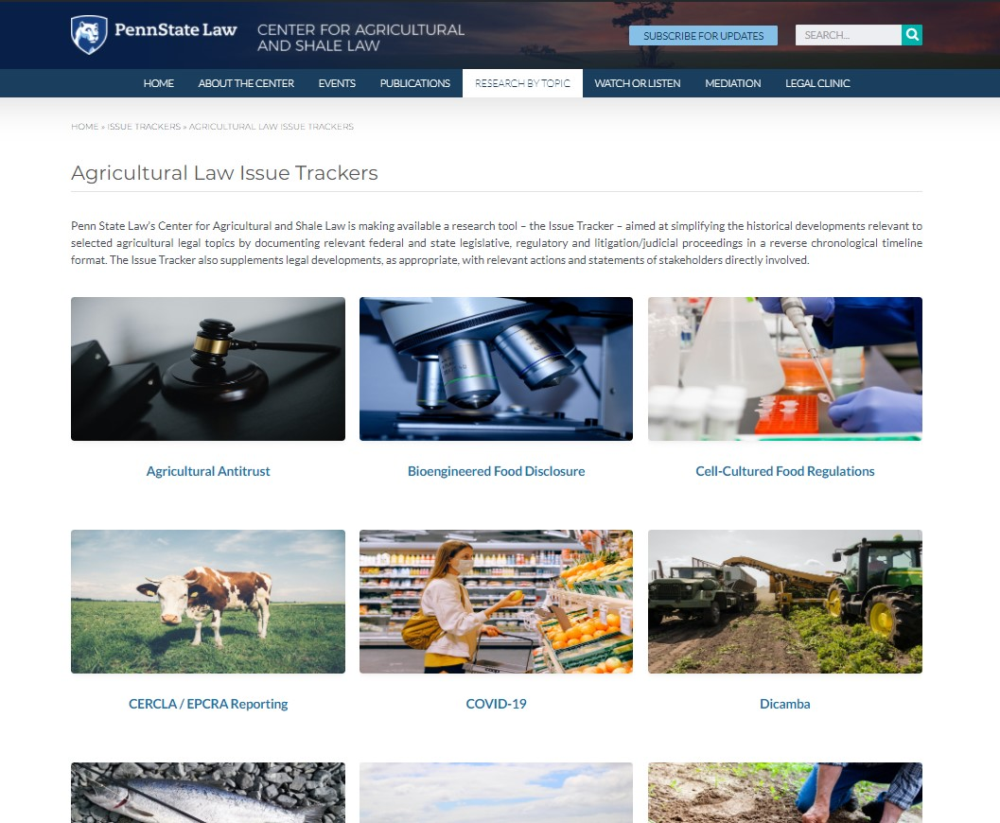 PennState Law
CENTER FOR AGRICULTURAL
AND SHALE LAW
SUBSCRIBE FOR UPDATES
SEARCH...
HOME ABOUT THE CENTER EVENTS PUBLICATIONS RESEARCH BY TOPIC WATCH OR LISTEN MEDIATION LEGAL CLINIC
HOME » ISSUE TRACKERS » AGRICULTURAL LAW ISSUE TRACKERS
Agricultural Law Issue Trackers
Penn State Law's Center for Agricultural and Shale Law is making available a research tool – the Issue Tracker – aimed at simplifying the historical developments relevant to
selected agricultural legal topics by documenting relevant federal and state legislative, regulatory and litigation/judicial proceedings in a reverse chronological timeline
format. The Issue Tracker also supplements legal developments, as appropriate, with relevant actions and statements of stakeholders directly involved.
Agricultural Antitrust
Bioengineered Food Disclosure
Cell-Cultured Food Regulations
CERCLA / EPCRA Reporting
COVID-19
Dicamba